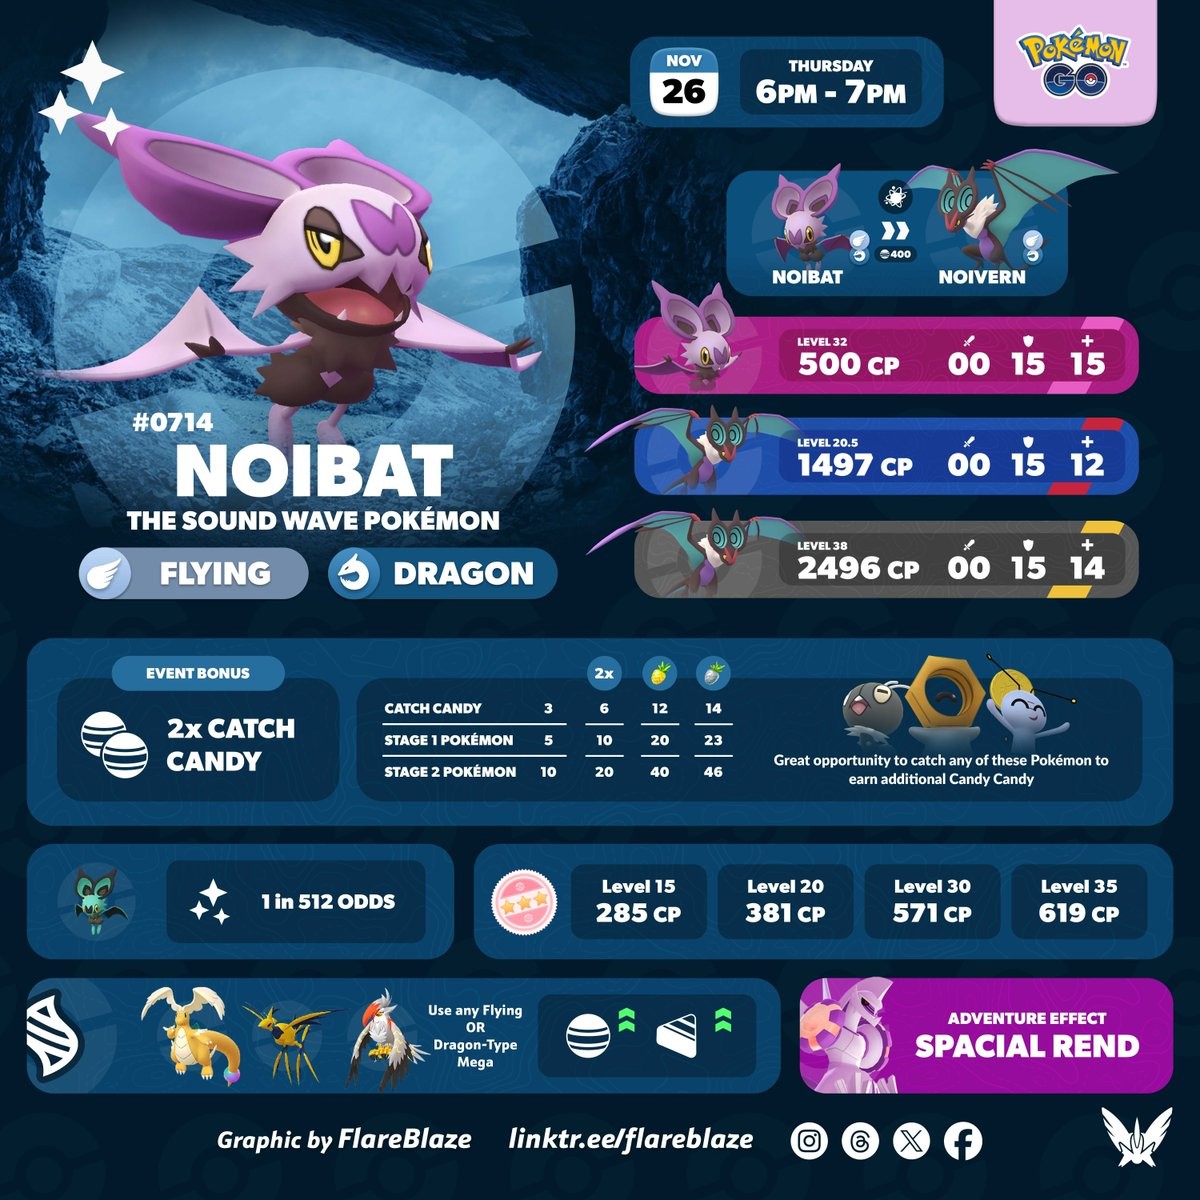 NOV
26
THURSDAY
6PM - 7PM
POKÉMON
GO
NOIBAT
400
NOIVERN
LEVEL 32
500 CP
00 15 15
LEVEL 20.5
1497 CP
00 15 12
LEVEL 38
2496 CP
00 15 14
#0714
NOIBAT
THE SOUND WAVE POKÉMON
FLYING
DRAGON
EVENT BONUS
2x CATCH
CANDY
2x
CATCH CANDY 3 6 12 14
STAGE 1 POKÉMON 5 10 20 23
STAGE 2 POKÉMON 10 20 40 46
Great opportunity to catch any of these Pokémon to
earn additional Candy Candy
1 in 512 ODDS
Level 15
285 CP
Level 20
381 CP
Level 30
571 CP
Level 35
619 CP
Use any Flying
OR
Dragon-Type
Mega
ADVENTURE EFFECT
SPACIAL REND
Graphic by FlareBlaze
linktr.ee/flareblaze